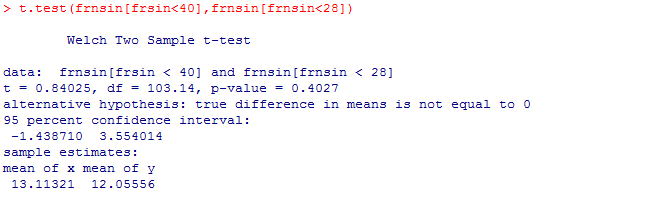 > t.test(frnsin[frsin<40],frnsin[frnsin<28])
Welch Two Sample t-test
data:  frnsin[frsin < 40] and frnsin[frnsin < 28]
t = 0.84025, df = 103.14, p-value = 0.4027
alternative hypothesis: true difference in means is not equal to 0
95 percent confidence interval:
-1.438710  3.554014
sample estimates:
mean of x mean of y
13.11321  12.05556